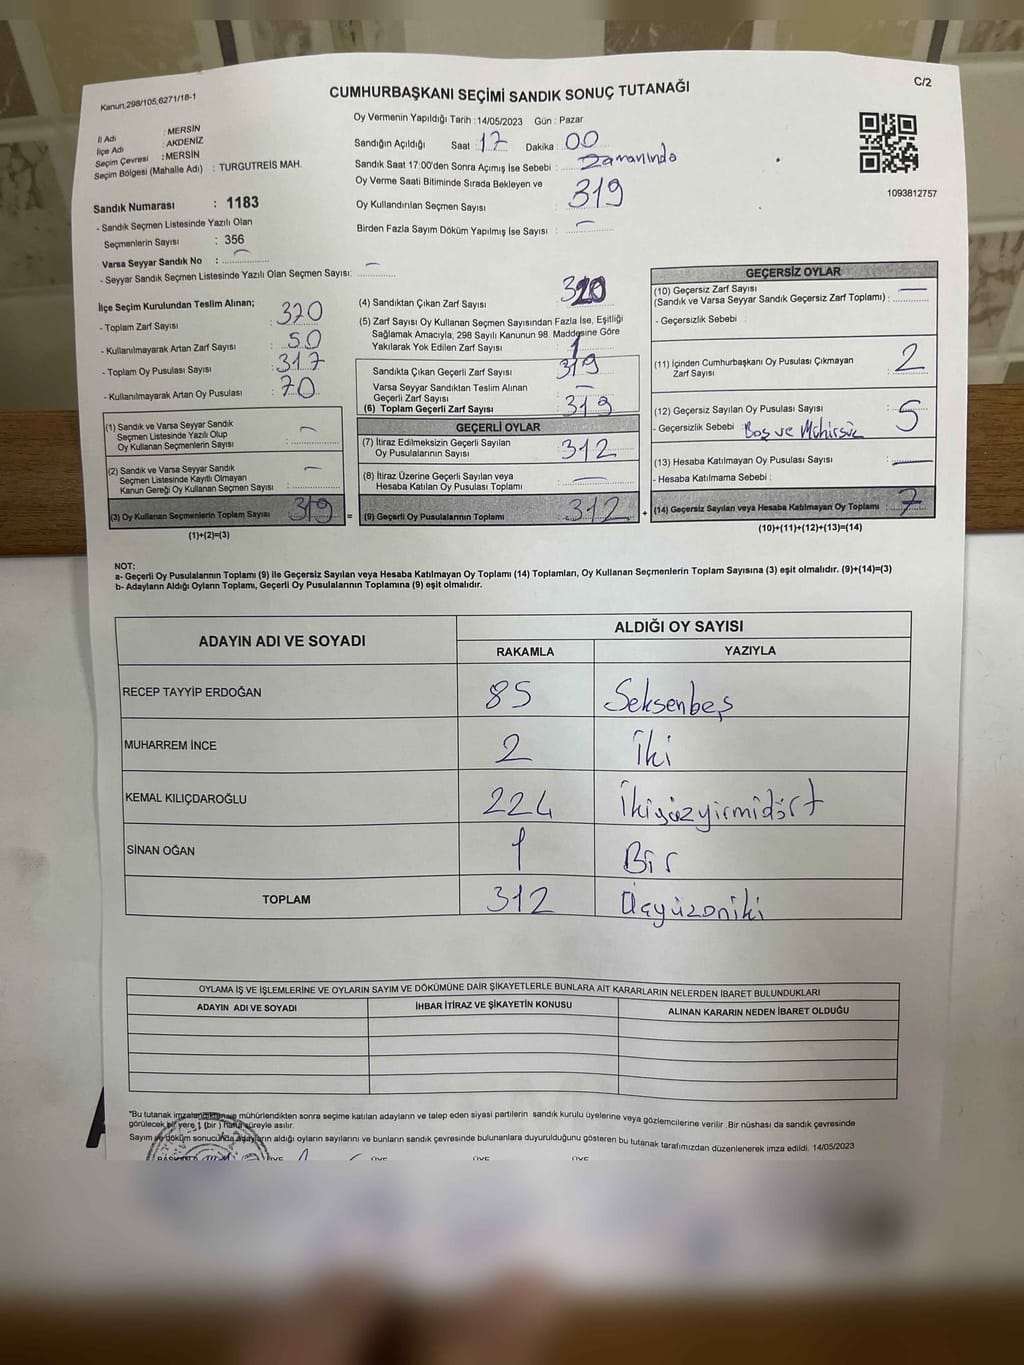 Kanun;298/105,6271/18-1
CUMHURBAŞKANI SEÇİMİ SANDIK SONUÇ TUTANAĞI
C/2
İl Adı : MERSİN
İlçe Adı : AKDENİZ
Seçim Çevresi : MERSİN
Seçim Bölgesi (Mahalle Adı) : TURGUTREİS MAH.
Oy Vermenin Yapıldığı Tarih : 14/05/2023 Gün : Pazar
Sandığın Açıldığı Saat : 17 Dakika : 00
Sandık Saat 17:00'den Sonra Açımış İse Sebebi : Zamanında
Oy Verme Saati Bitiminde Sırada Bekleyen ve
Oy Kullandırılan Seçmen Sayısı 319
Birden Fazla Sayım Döküm Yapılmış İse Sayısı : —
1093812757
Sandık Numarası : 1183
- Sandık Seçmen Listesinde Yazılı Olan
Seçmenlerin Sayısı : 356
Varsa Seyyar Sandık No : —
- Seyyar Sandık Seçmen Listesinde Yazılı Olan Seçmen Sayısı: —
İlçe Seçim Kurulundan Teslim Alınan;
- Toplam Zarf Sayısı : 370
- Kullanılmayarak Artan Zarf Sayısı : 50
- Toplam Oy Pusulası Sayısı : 317
- Kullanılmayarak Artan Oy Pusulası : 70
(1) Sandık ve Varsa Seyyar Sandık
Seçmen Listesinde Yazılı Olup
Oy Kullanan Seçmenlerin Sayısı : —
(2) Sandık ve Varsa Seyyar Sandık
Seçmen Listesinde Kayıtlı Olmayan
Kanun Gereği Oy Kullanan Seçmen Sayısı : —
(3) Oy Kullanan Seçmenlerin Toplam Sayısı : 319 =
(1)+(2)=(3)
(4) Sandıktan Çıkan Zarf Sayısı : 320
(5) Zarf Sayısı Oy Kullanan Seçmen Sayısından Fazla İse, Eşitliği
Sağlamak Amacıyla, 298 Sayılı Kanunun 98. Maddesine Göre
Yakılarak Yok Edilen Zarf Sayısı : 1
Sandıkta Çıkan Geçerli Zarf Sayısı : 319
Varsa Seyyar Sandıktan Teslim Alınan
Geçerli Zarf Sayısı : —
(6) Toplam Geçerli Zarf Sayısı : 319
GEÇERLİ OYLAR
(7) İtiraz Edilmeksizin Geçerli Sayılan
Oy Pusulalarının Sayısı : 312
(8) İtiraz Üzerine Geçerli Sayılan veya
Hesaba Katılan Oy Pusulası Toplamı : —
(9) Geçerli Oy Pusulalarının Toplamı : 312 +
GEÇERSİZ OYLAR
(10) Geçersiz Zarf Sayısı
(Sandık ve Varsa Seyyar Sandık Geçersiz Zarf Toplamı) : —
- Geçersizlik Sebebi :
(11) İçinden Cumhurbaşkanı Oy Pusulası Çıkmayan
Zarf Sayısı : 2
(12) Geçersiz Sayılan Oy Pusulası Sayısı : 5
- Geçersizlik Sebebi : Boş ve Mühürsüz
(13) Hesaba Katılmayan Oy Pusulası Sayısı : —
- Hesaba Katılmama Sebebi :
(14) Geçersiz Sayılan veya Hesaba Katılmayan Oy Toplamı : 7
(10)+(11)+(12)+(13)=(14)
NOT:
a- Geçerli Oy Pusulalarının Toplamı (9) ile Geçersiz Sayılan veya Hesaba Katılmayan Oy Toplamı (14) Toplamları, Oy Kullanan Seçmenlerin Toplam Sayısına (3) eşit olmalıdır. (9)+(14)=(3)
b- Adayların Aldığı Oyların Toplamı, Geçerli Oy Pusulalarının Toplamına (9) eşit olmalıdır.
ADAYIN ADI VE SOYADI
ALDIĞI OY SAYISI
RAKAMLA YAZIYLA
RECEP TAYYİP ERDOĞAN 85 Seksenbeş
MUHARREM İNCE 2 İki
KEMAL KILIÇDAROĞLU 224 İkiyüzyirmidört
SİNAN OĞAN 1 Bir
TOPLAM 312 Üçyüzoniki
OYLAMA İŞ VE İŞLEMLERİNE VE OYLARIN SAYIM VE DÖKÜMÜNE DAİR ŞİKAYETLERLE BUNLARA AİT KARARLARIN NELERDEN İBARET BULUNDUKLARI
ADAYIN ADI VE SOYADI İHBAR İTİRAZ VE ŞİKAYETİN KONUSU ALINAN KARARIN NEDEN İBARET OLDUĞU
*Bu tutanak imzalandıktan ve mühürlendikten sonra seçime katılan adayların ve talep eden siyasi partilerin sandık kurulu üyelerine veya gözlemcilerine verilir. Bir nüshası da sandık çevresinde
görülecek bir yere 1 (bir) hafta süreyle asılır.
Sayım ve döküm sonucunda adayların aldığı oyların sayılarını ve bunların sandık çevresinde bulunanlara duyurulduğunu gösteren bu tutanak tarafımızdan düzenlenerek imza edildi. 14/05/2023
ÜYE ÜYE ÜYE ÜYE